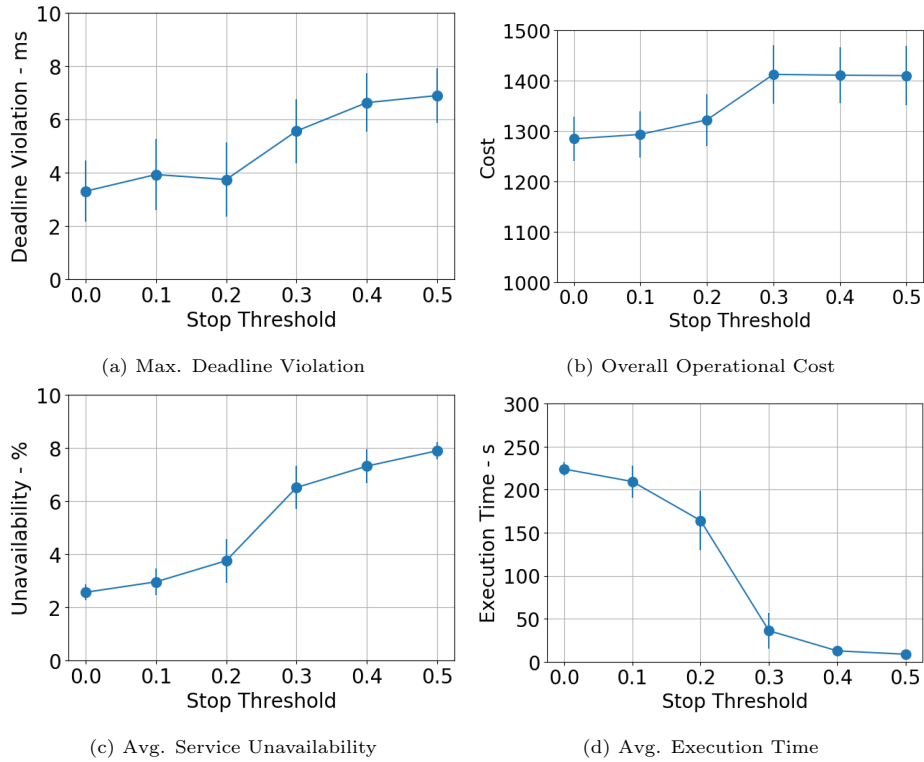 10
8
6
4
2
0
Deadline Violation - ms
0.0 0.1 0.2 0.3 0.4 0.5
Stop Threshold
(a) Max. Deadline Violation
1500
1400
1300
1200
1100
1000
Cost
0.0 0.1 0.2 0.3 0.4 0.5
Stop Threshold
(b) Overall Operational Cost
10
8
6
4
2
0
Unavailability - %
0.0 0.1 0.2 0.3 0.4 0.5
Stop Threshold
(c) Avg. Service Unavailability
300
250
200
150
100
50
0
Execution Time - s
0.0 0.1 0.2 0.3 0.4 0.5
Stop Threshold
(d) Avg. Execution Time